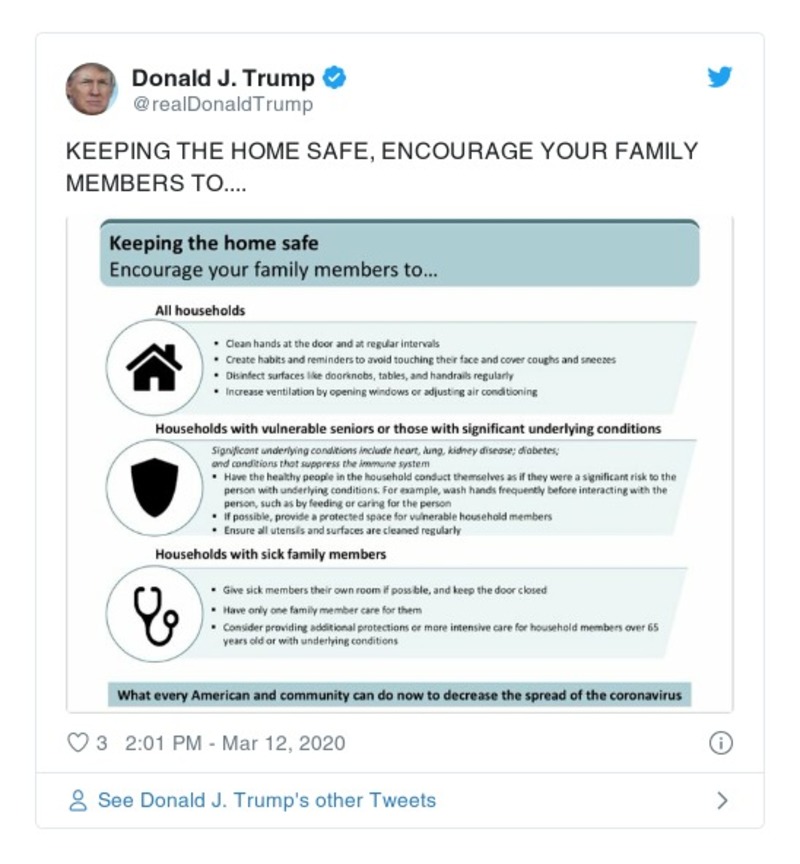 Donald J. Trump
@realDonaldTrump
KEEPING THE HOME SAFE, ENCOURAGE YOUR FAMILY
MEMBERS TO....
Keeping the home safe
Encourage your family members to...
All households
▪ Clean hands at the door and at regular intervals
▪ Create habits and reminders to avoid touching their face and cover coughs and sneezes
▪ Disinfect surfaces like doorknobs, tables, and handrails regularly
▪ Increase ventilation by opening windows or adjusting air conditioning
Households with vulnerable seniors or those with significant underlying conditions
Significant underlying conditions include heart, lung, kidney disease; diabetes;
and conditions that suppress the immune system
▪ Have the healthy people in the household conduct themselves as if they were a significant risk to the
person with underlying conditions. For example, wash hands frequently before interacting with the
person, such as by feeding or caring for the person
▪ If possible, provide a protected space for vulnerable household members
▪ Ensure all utensils and surfaces are cleaned regularly
Households with sick family members
▪ Give sick members their own room if possible, and keep the door closed
▪ Have only one family member care for them
▪ Consider providing additional protections or more intensive care for household members over 65
years old or with underlying conditions
What every American and community can do now to decrease the spread of the coronavirus
3 2:01 PM - Mar 12, 2020
See Donald J. Trump's other Tweets